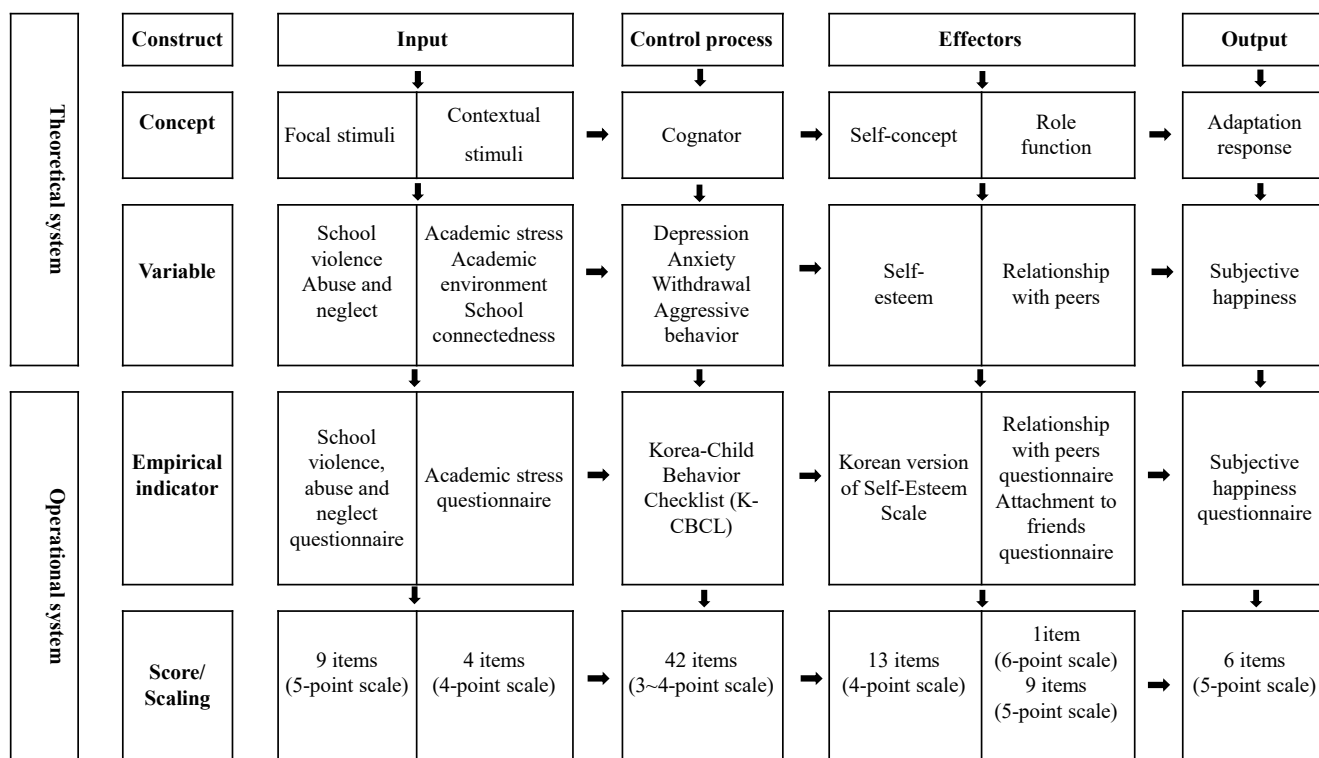 Theoretical system
Operational system
Construct
Input
Control process
Effectors
Output
Concept
Focal stimuli
Contextual
stimuli
Cognator
Self-concept
Role
function
Adaptation
response
Variable
School
violence
Abuse and
neglect
Academic stress
Academic
environment
School
connectedness
Depression
Anxiety
Withdrawal
Aggressive
behavior
Self-
esteem
Relationship
with peers
Subjective
happiness
Empirical
indicator
School
violence,
abuse and
neglect
questionnaire
Academic stress
questionnaire
Korea-Child
Behavior
Checklist (K-
CBCL)
Korean version
of Self-Esteem
Scale
Relationship
with peers
questionnaire
Attachment to
friends
questionnaire
Subjective
happiness
questionnaire
Score/
Scaling
9 items
(5-point scale)
4 items
(4-point scale)
42 items
(3~4-point scale)
13 items
(4-point scale)
1item
(6-point scale)
9 items
(5-point scale)
6 items
(5-point scale)